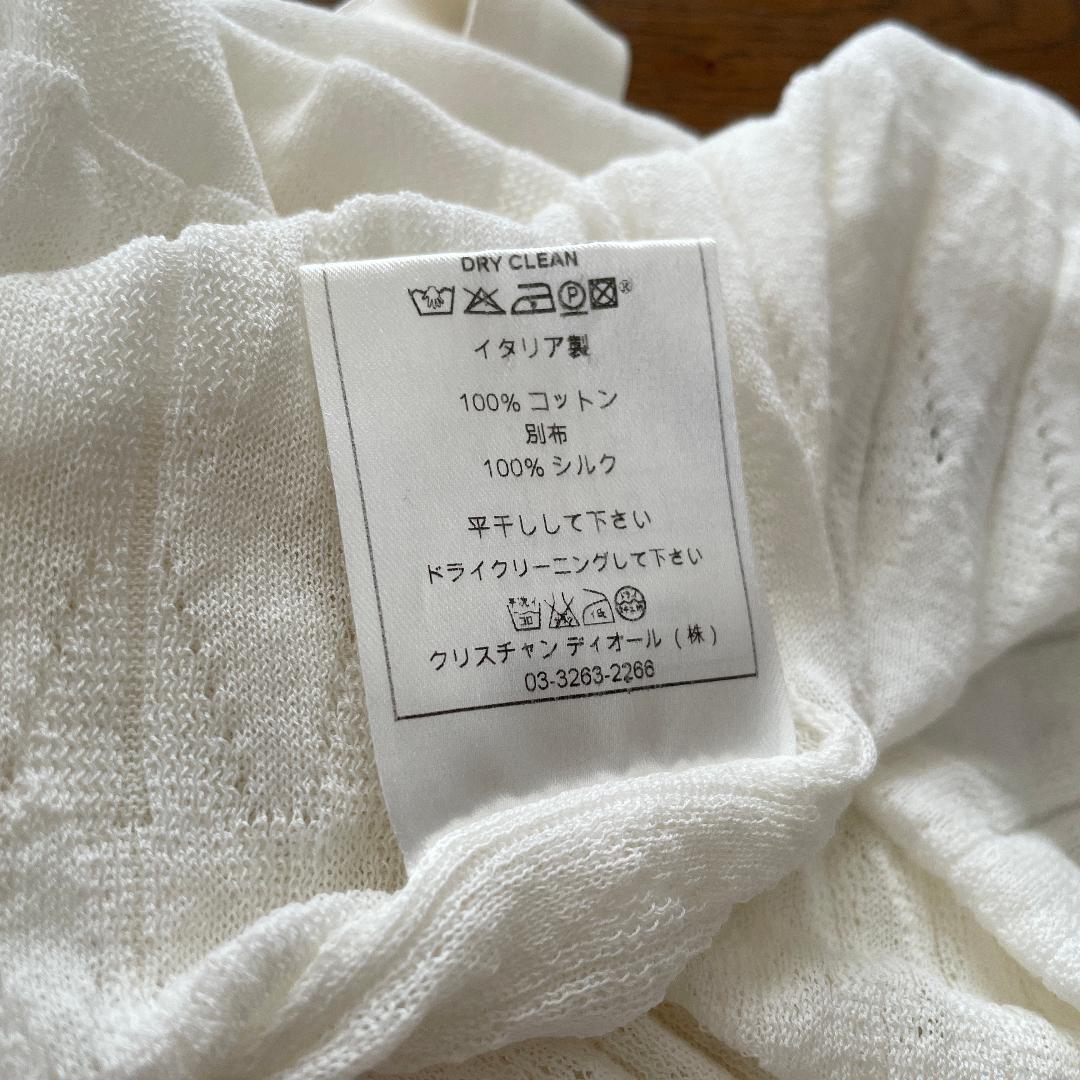 DRY CLEAN
P ®
イタリア製
100% コットン
別布
100% シルク
平干しして下さい
ドライクリーニングして下さい
クリスチャン ディオール (株)
03-3263-2266